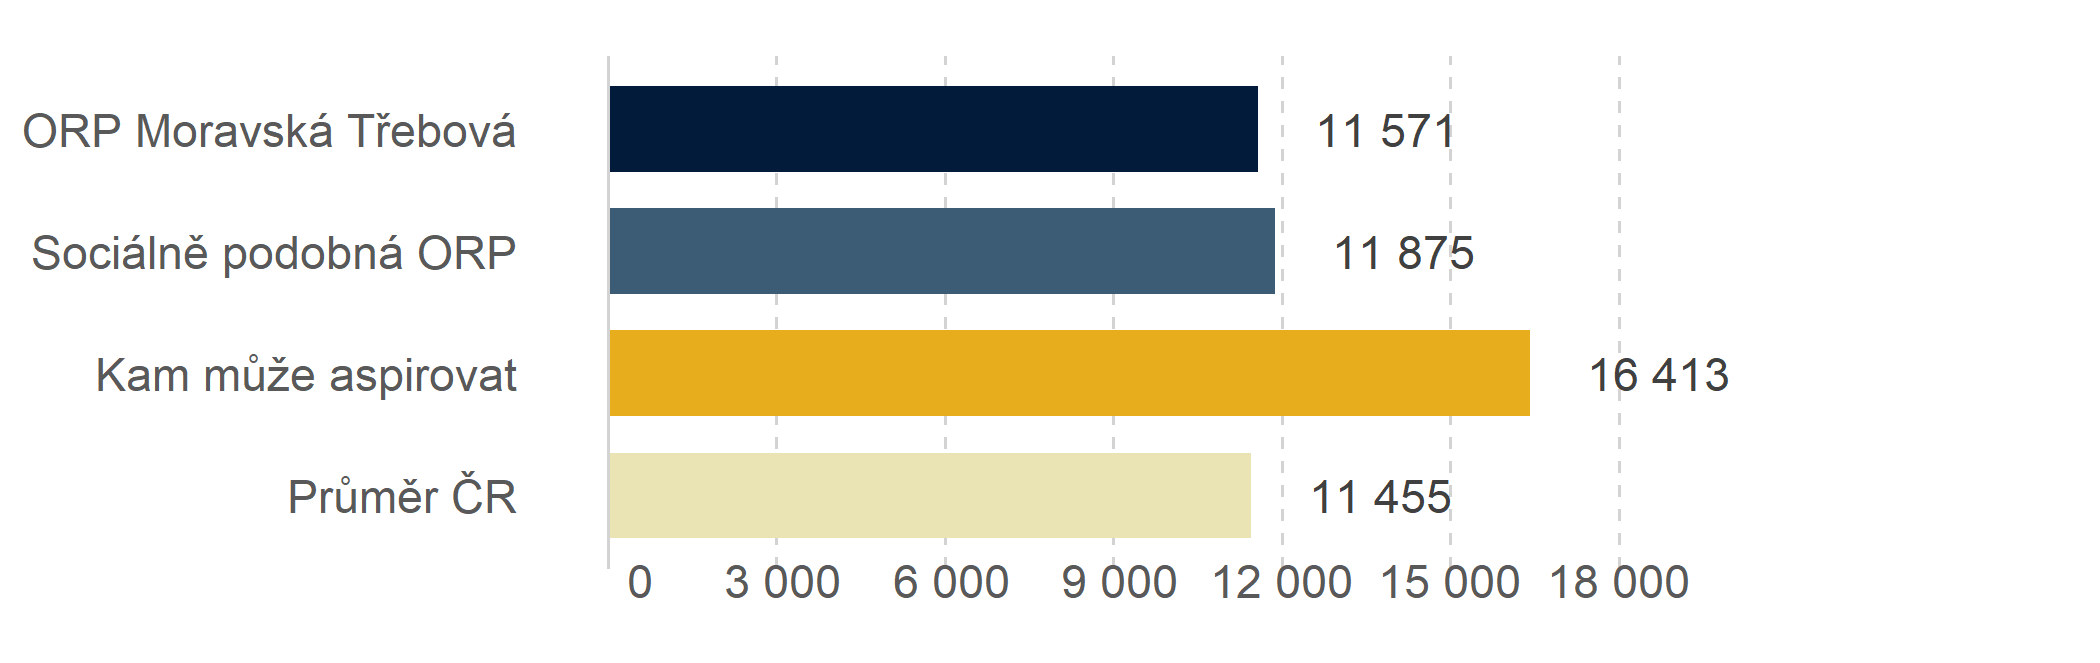 ORP Moravská Třebová 11 571
Sociálně podobná ORP 11 875
Kam může aspirovat 16 413
Průměr ČR 11 455
0 3 000 6 000 9 000 12 000 15 000 18 000